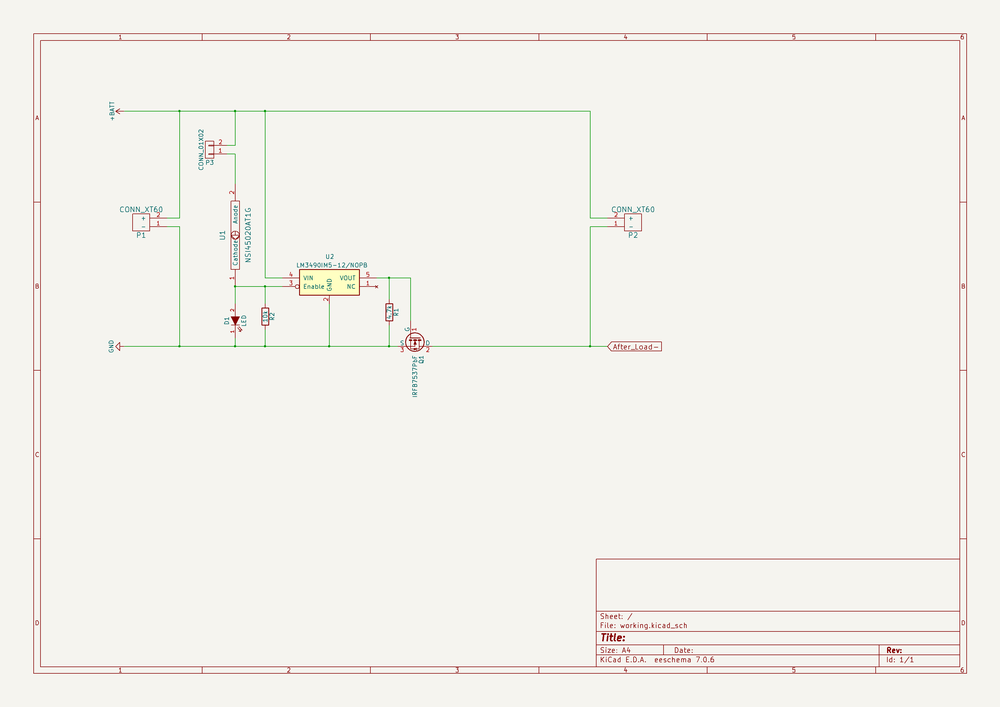 1 2 3 4 5 6
A A
B B
C C
D D
+BATT
CONN_01X02
2
1
P3
CONN_XT60
+ 2
- 1
P1
2
Anode
U1
NSI45020AT1G
Cathode
1
U2
LM3490IM5-12/NOPB
4 VIN VOUT 5
3 Enable NC 1
GND
2
CONN_XT60
2 +
1 -
P2
2
D1
LED
1
10k
R2
4.7k
R1
G 1
S D
3 2
Q1
IRFB7537PbF
GND
After_Load-
Sheet: /
File: working.kicad_sch
Title:
Size: A4 Date: Rev:
KiCad E.D.A. eeschema 7.0.6 Id: 1/1
1 2 3 4 5 6